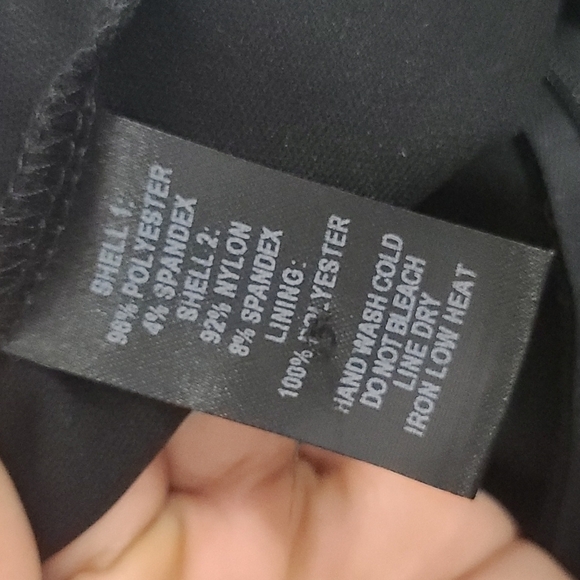 SHELL 1:
96% POLYESTER
4% SPANDEX
SHELL 2:
92% NYLON
8% SPANDEX
LINING:
100% POLYESTER
HAND WASH COLD
DO NOT BLEACH
LINE DRY
IRON LOW HEAT